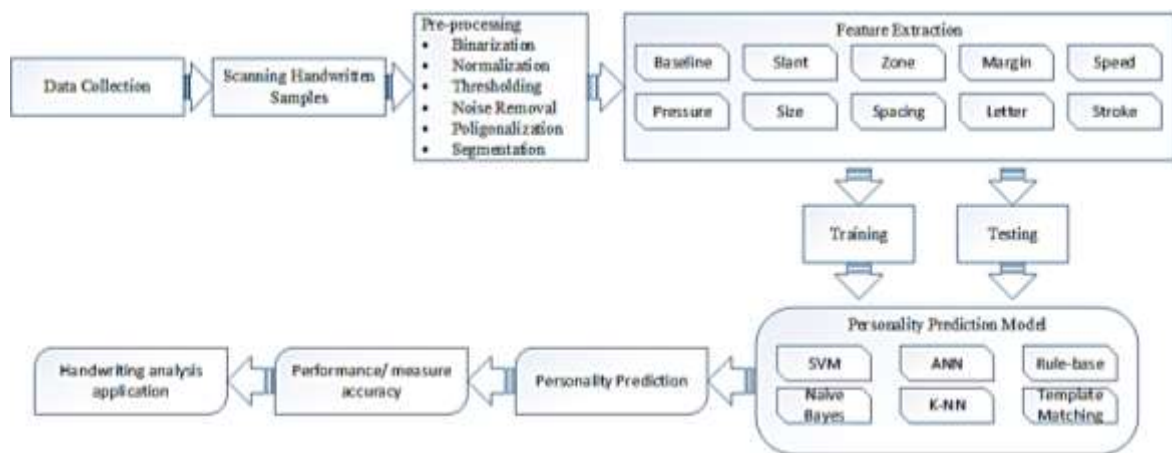 Data Collection
Scanning Handwritten
Samples
Pre-processing
• Binarization
• Normalization
• Thresholding
• Noise Removal
• Poligonalization
• Segmentation
Feature Extraction
Baseline
Slant
Zone
Margin
Speed
Pressure
Size
Spacing
Letter
Stroke
Training
Testing
Personality Prediction Model
SVM
ANN
Rule-base
Naïve
Bayes
K-NN
Template
Matching
Personality Prediction
Performance/ measure
accuracy
Handwriting analysis
application